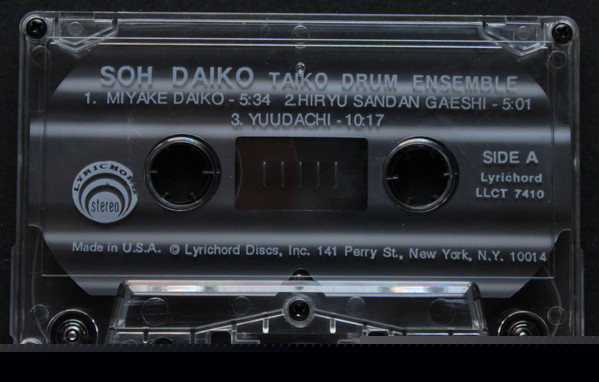 SOH DAIKO TAIKO DRUM ENSEMBLE
1. MIYAKE DAIKO - 5:34 2.HIRYU SANDAN GAESHI - 5:01
3. YUUDACHI - 10:17
SIDE A
Lyrichord
LLCT 7410
LYRICHORD
stereo
Made in U.S.A. © Lyrichord Discs, Inc. 141 Perry St., New York, N.Y. 10014